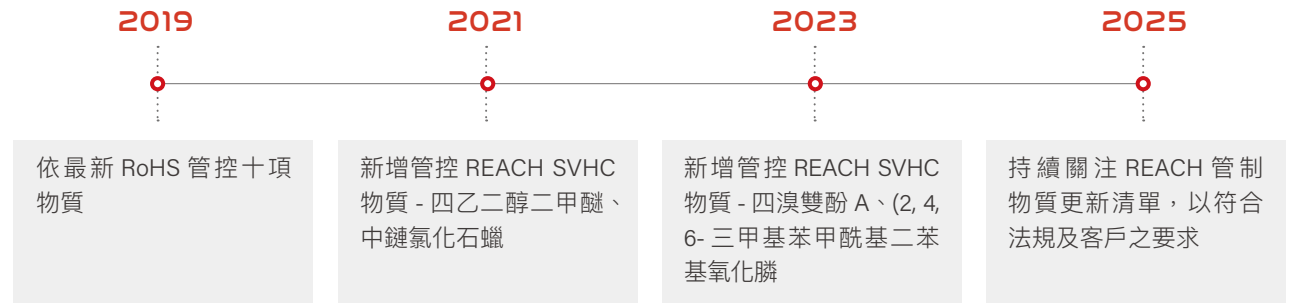 2019
2021
2023
2025
依最新 RoHS 管控十項
物質
新增管控 REACH SVHC
物質 - 四乙二醇二甲醚、
中鏈氯化石蠟
新增管控 REACH SVHC
物質 - 四溴雙酚 A、(2, 4,
6- 三甲基苯甲酰基二苯
基氧化膦
持續關注 REACH 管制
物質更新清單，以符合
法規及客戶之要求